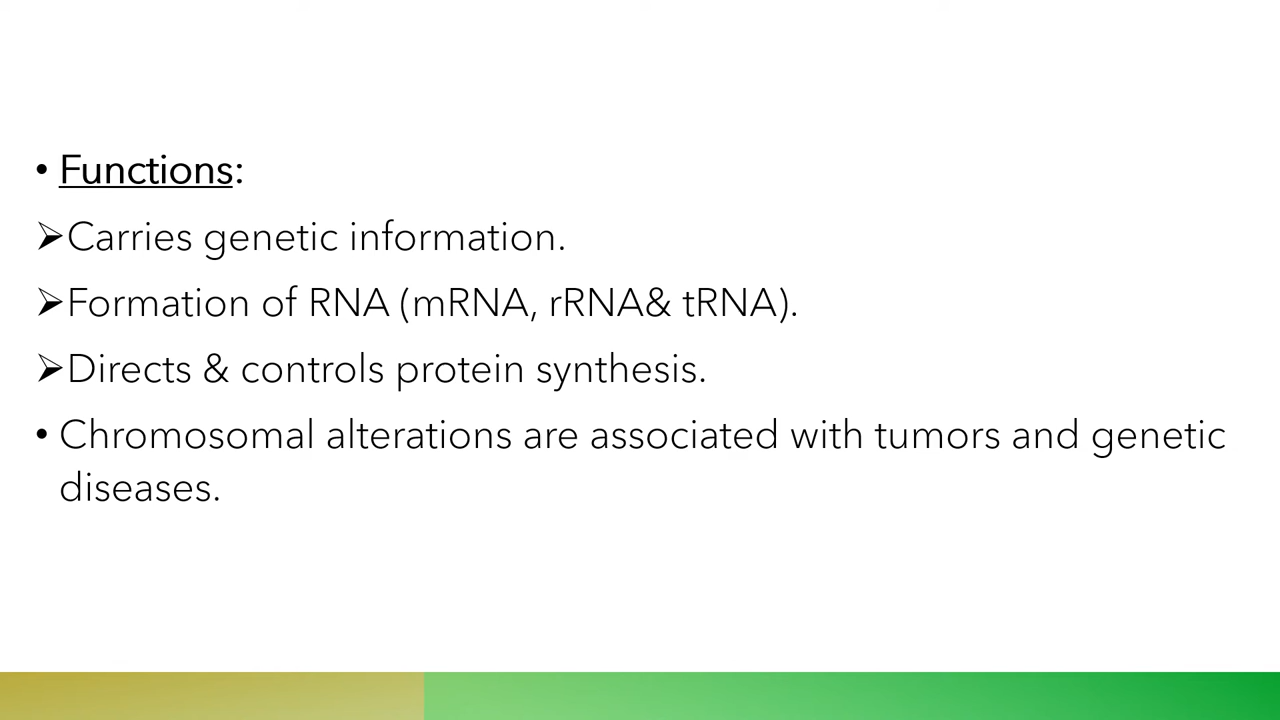 • Functions:
➢Carries genetic information.
➢Formation of RNA (mRNA, rRNA& tRNA).
➢Directs & controls protein synthesis.
• Chromosomal alterations are associated with tumors and genetic
diseases.